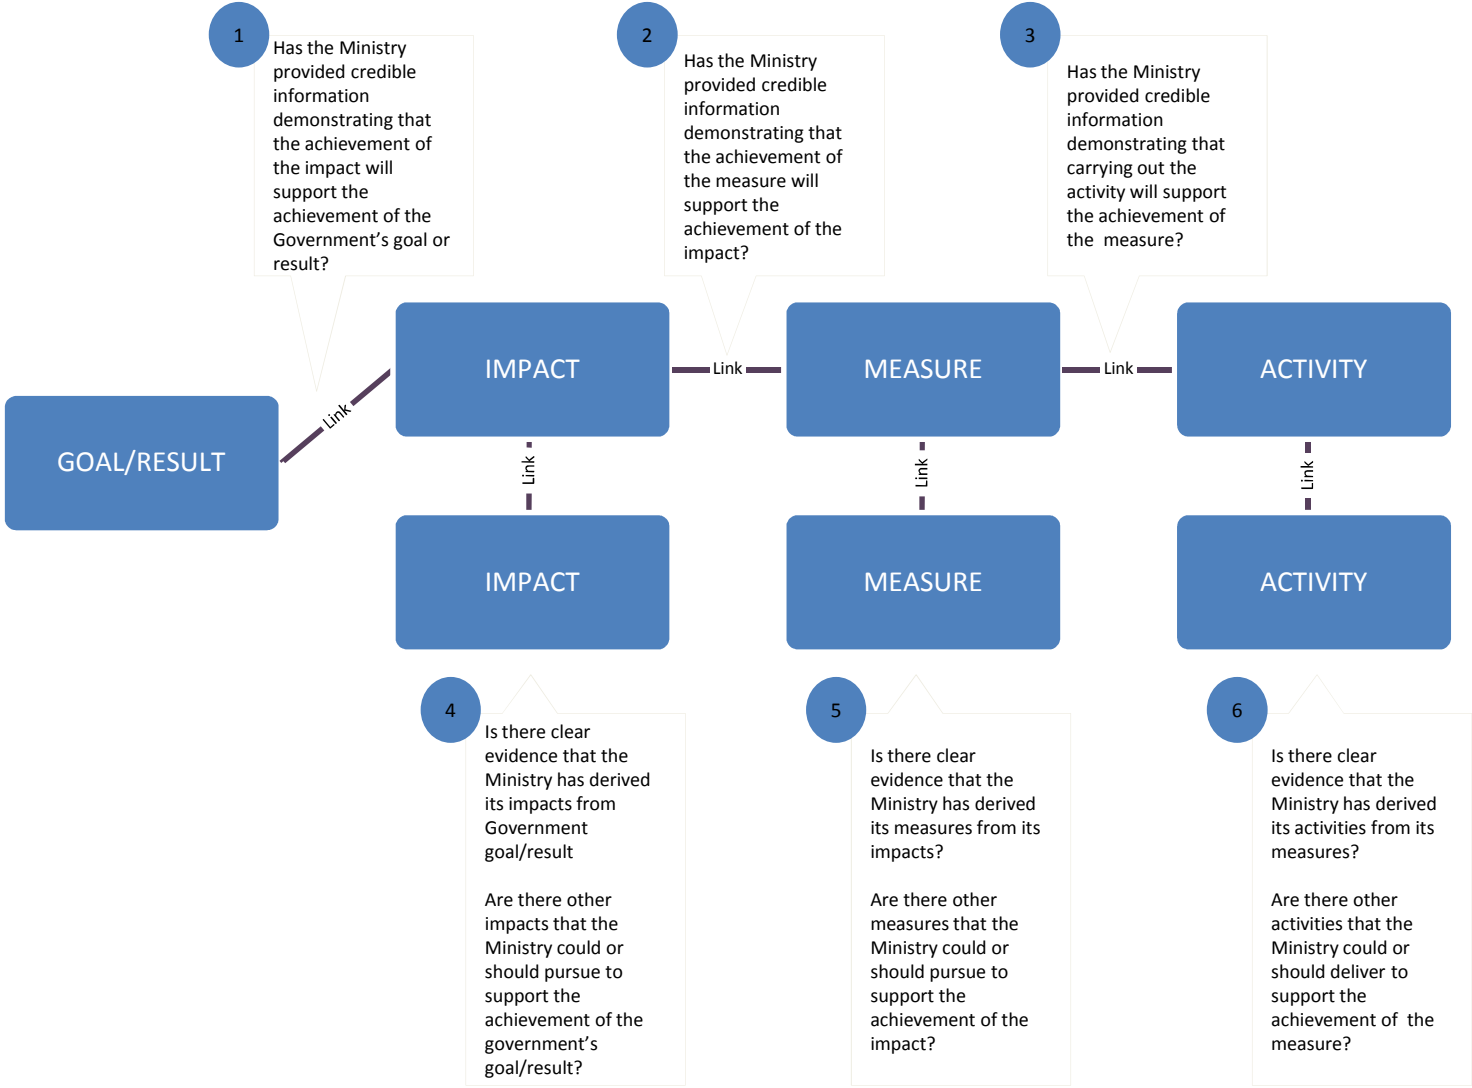 1
Has the Ministry
provided credible
information
demonstrating that
the achievement of
the impact will
support the
achievement of the
Government's goal or
result?
2
Has the Ministry
provided credible
information
demonstrating that
the achievement of
the measure will
support the
achievement of the
impact?
3
Has the Ministry
provided credible
information
demonstrating that
carrying out the
activity will support
the achievement of
the measure?
GOAL/RESULT
Link
IMPACT
Link
MEASURE
Link
ACTIVITY
Link
Link
Link
IMPACT
MEASURE
ACTIVITY
4
Is there clear
evidence that the
Ministry has derived
its impacts from
Government
goal/result
Are there other
impacts that the
Ministry could or
should pursue to
support the
achievement of the
government's
goal/result?
5
Is there clear
evidence that the
Ministry has derived
its measures from its
impacts?
Are there other
measures that the
Ministry could or
should pursue to
support the
achievement of the
impact?
6
Is there clear
evidence that the
Ministry has derived
its activities from its
measures?
Are there other
activities that the
Ministry could or
should deliver to
support the
achievement of the
measure?